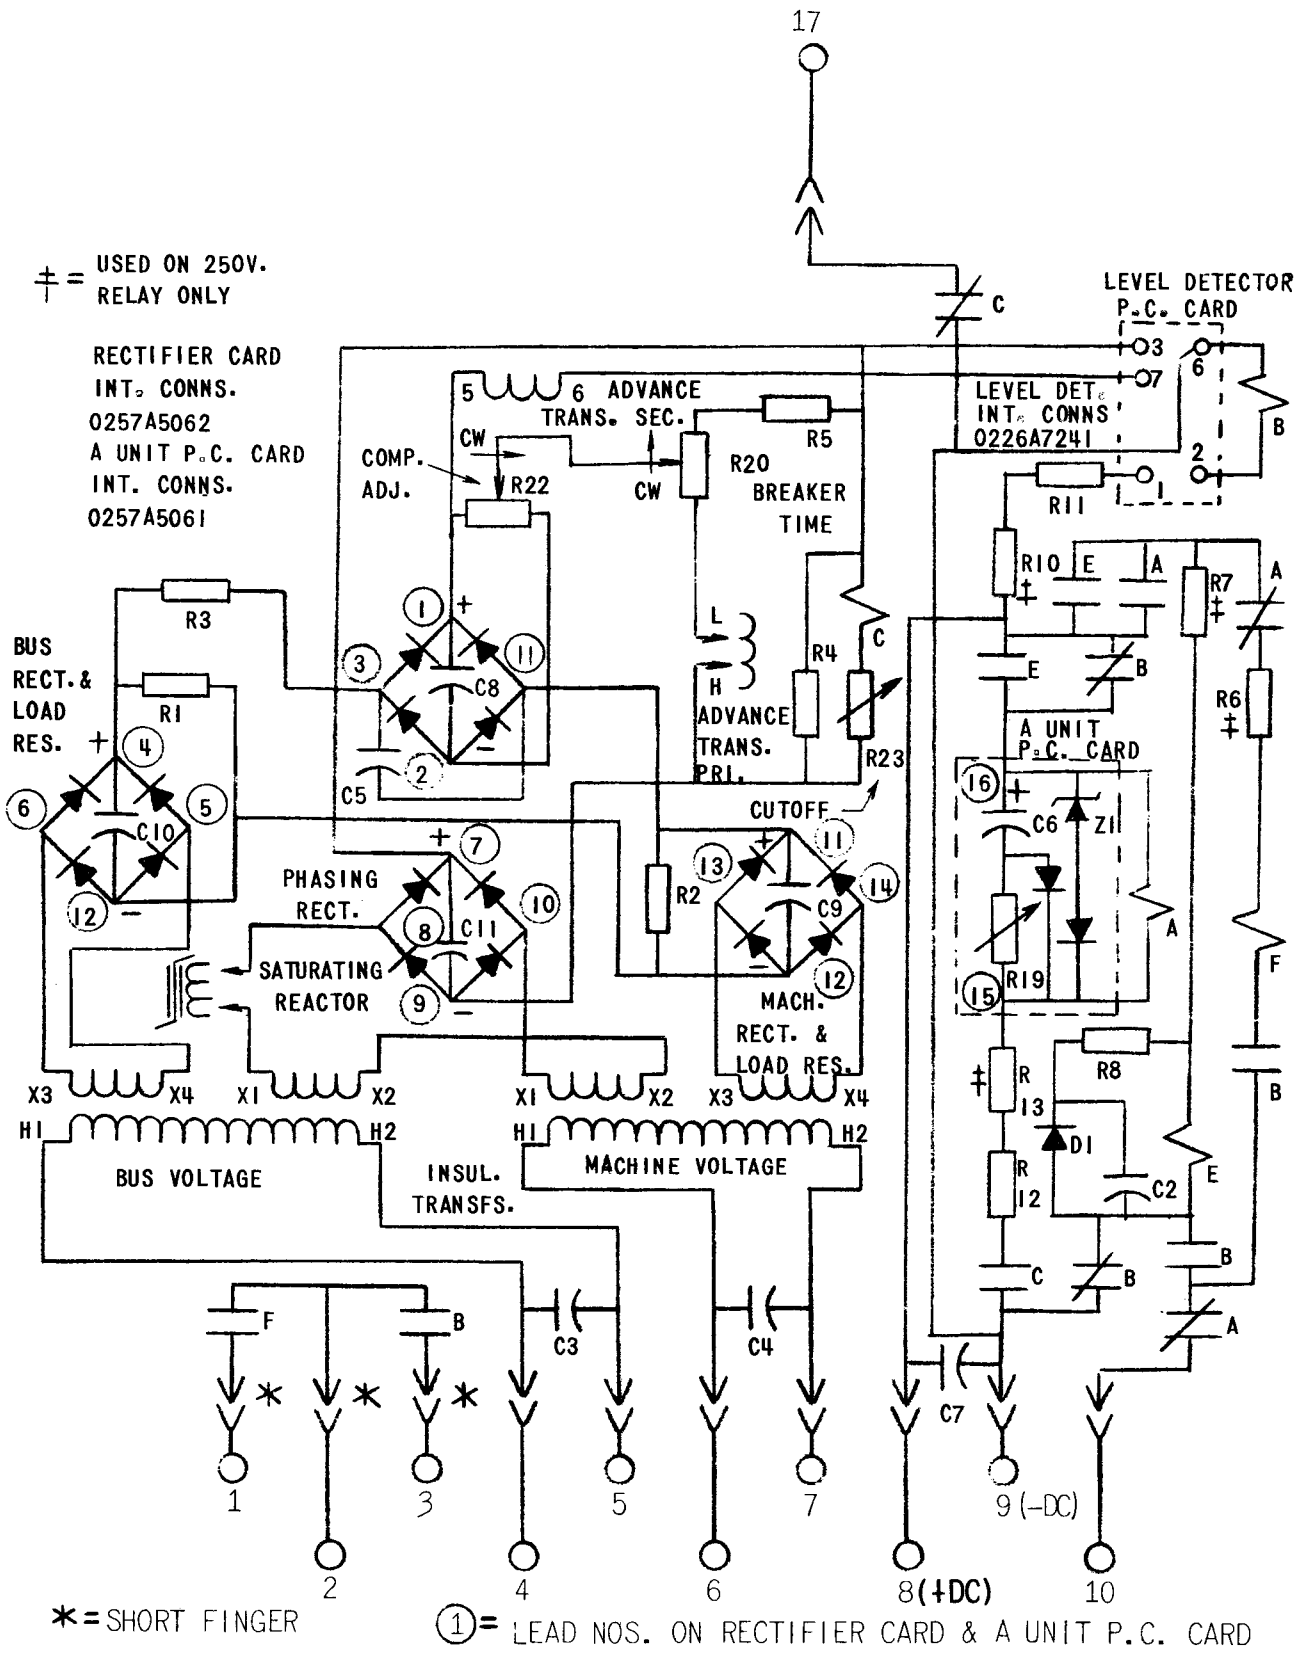 17
‡ = USED ON 250V.
RELAY ONLY
RECTIFIER CARD
INT. CONNS.
0257A5062
A UNIT P.C. CARD
INT. CONNS.
0257A5061
LEVEL DETECTOR
P.C. CARD
C
3
6
7
2
1
B
LEVEL DET.
INT. CONNS
0226A7241
5
6
ADVANCE
TRANS. SEC.
CW
COMP.
ADJ.
R22
CW
R20
R5
BREAKER
TIME
R11
R10
‡
E
A
R7
‡
A
R3
BUS
RECT. &
LOAD
RES.
R1
1
+
3
11
C8
2
−
C5
L
H
ADVANCE
TRANS.
PRI.
R4
C
R23
CUTOFF
E
B
R6
‡
A UNIT
P.C. CARD
+
4
6
5
C10
12
−
+
7
PHASING
RECT.
8
C11
10
9
−
SATURATING
REACTOR
R2
+
11
13
14
C9
−
12
MACH.
RECT. &
LOAD RES.
16
+
C6
Z1
R19
15
A
F
X3
X4
X1
X2
X1
X2
X3
X4
H1
H2
H1
H2
BUS VOLTAGE
INSUL.
TRANSFS.
MACHINE VOLTAGE
‡
R
13
R8
B
D1
R
12
C2
E
C
B
B
A
F
B
C3
C4
C7
*
*
*
1
3
5
7
9 (−DC)
2
4
6
8 (+DC)
10
* = SHORT FINGER
1 = LEAD NOS. ON RECTIFIER CARD & A UNIT P.C. CARD